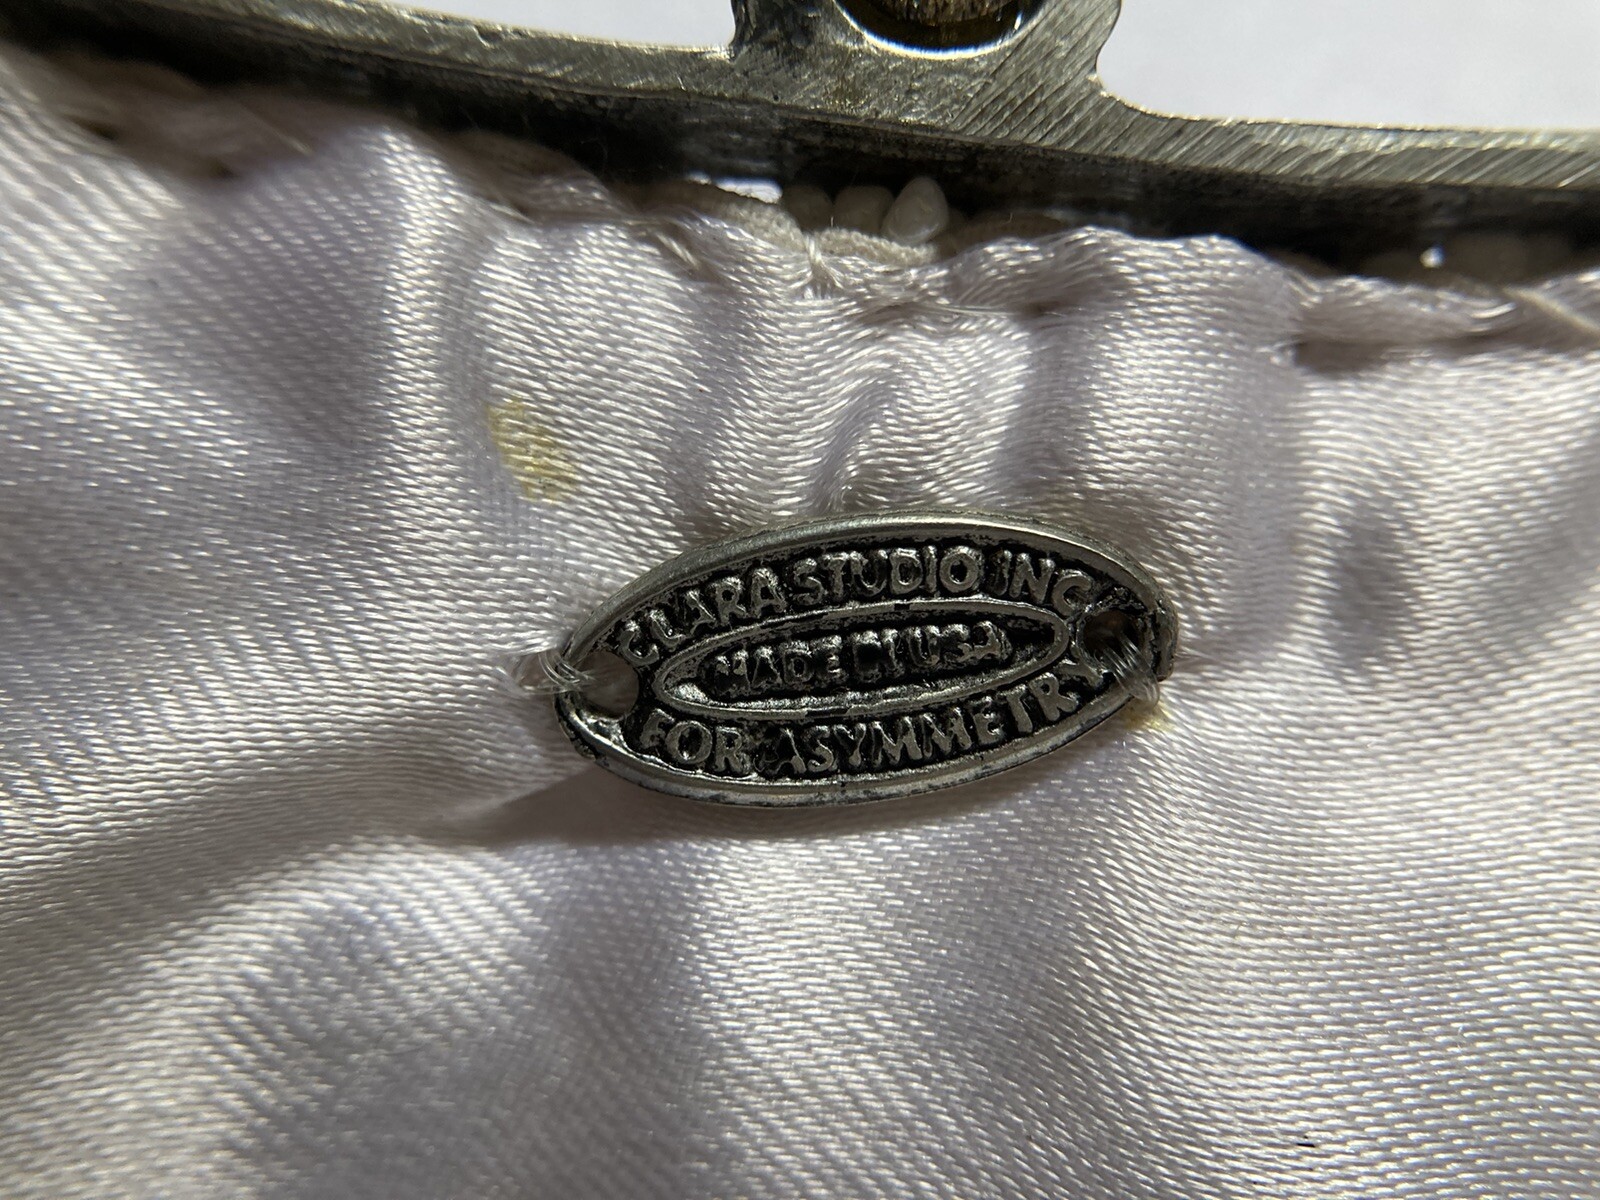 CLARA STUDIO INC
MADE IN USA
FOR ASYMMETRY